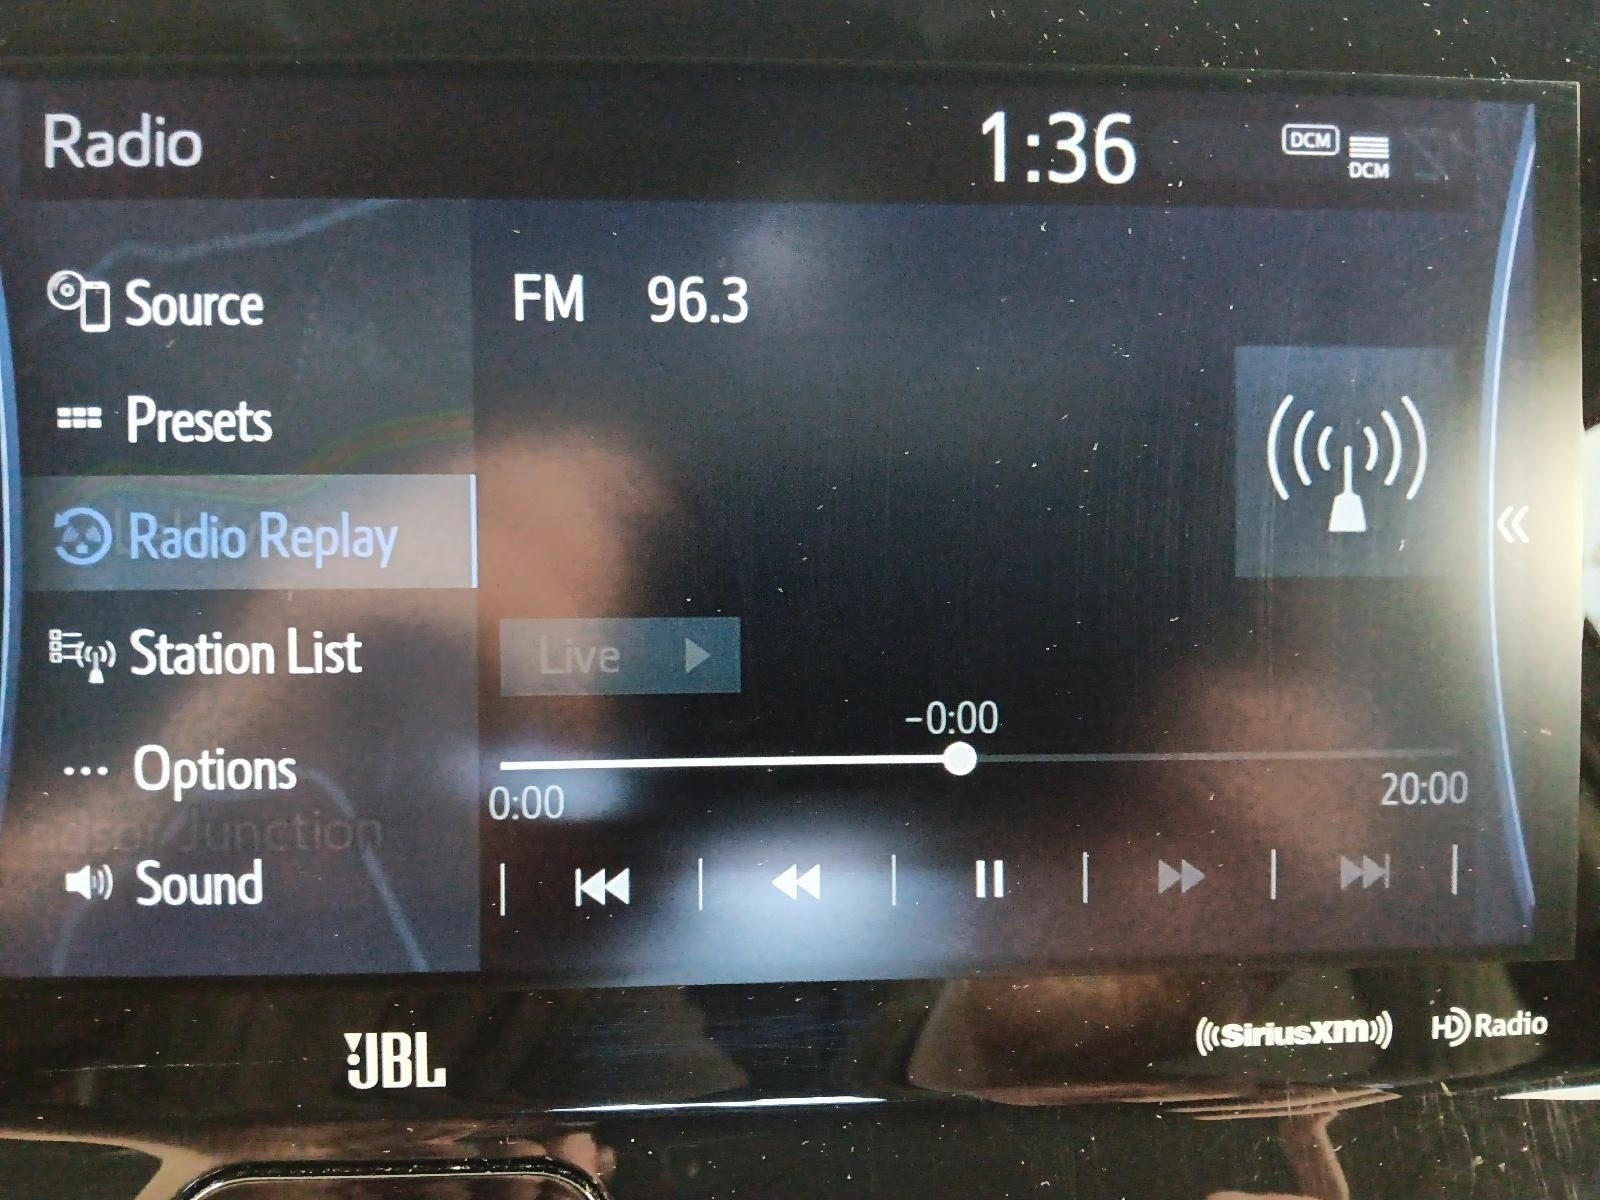 Radio
1:36
DCM
DCM
Source
FM 96.3
Presets
Radio Replay
Station List
Live
-0:00
Options
0:00
20:00
Junction
Sound
JBL
SiriusXM
HD Radio